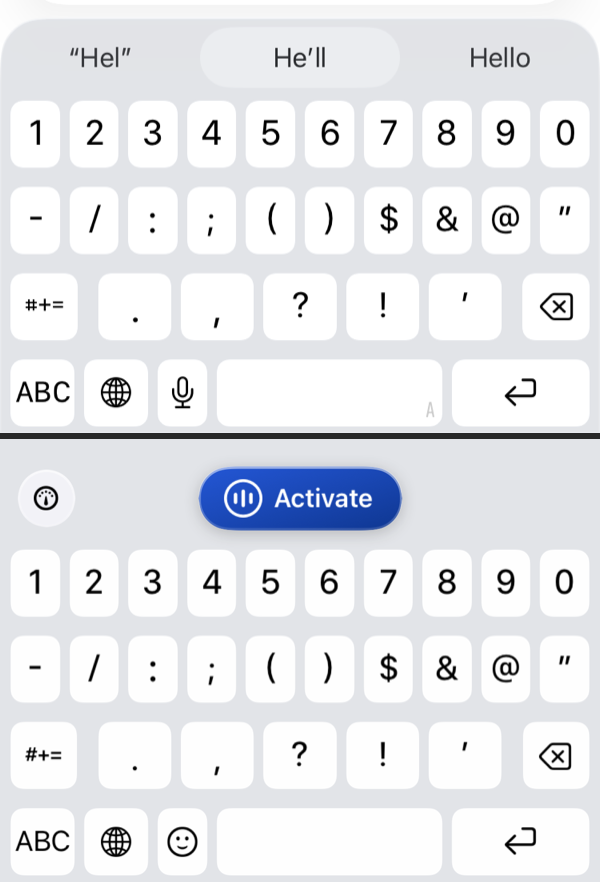 “Hel” He’ll Hello
1 2 3 4 5 6 7 8 9 0
- / : ; ( ) $ & @ "
#+= . , ? ! '
ABC A
Activate
1 2 3 4 5 6 7 8 9 0
- / : ; ( ) $ & @ "
#+= . , ? ! '
ABC